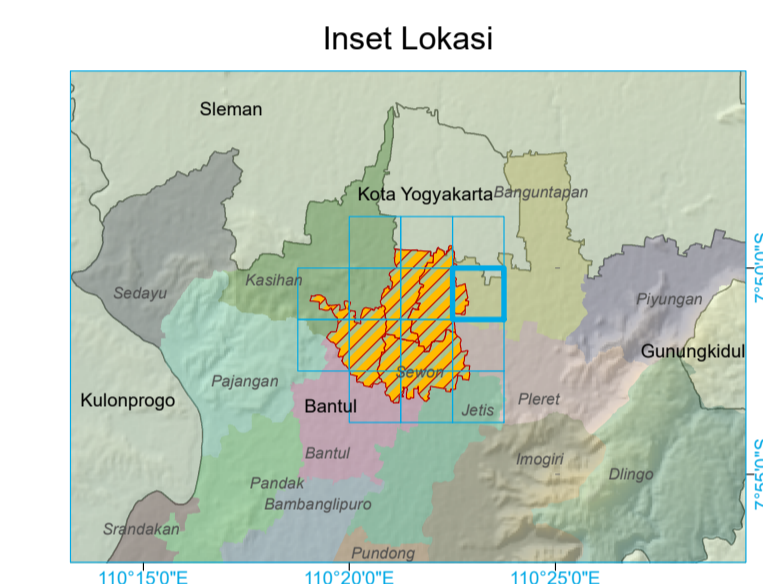 Inset Lokasi
Sleman
Kota Yogyakarta
Banguntapan
Kasihan
Sedayu
Piyungan
7°50'0"S
Gunungkidul
Sewon
Pajangan
Kulonprogo
Bantul
Jetis
Pleret
Bantul
Imogiri
Dlingo
Pandak
Bambanglipuro
7°55'0"S
Srandakan
Pundong
110°15'0"E
110°20'0"E
110°25'0"E